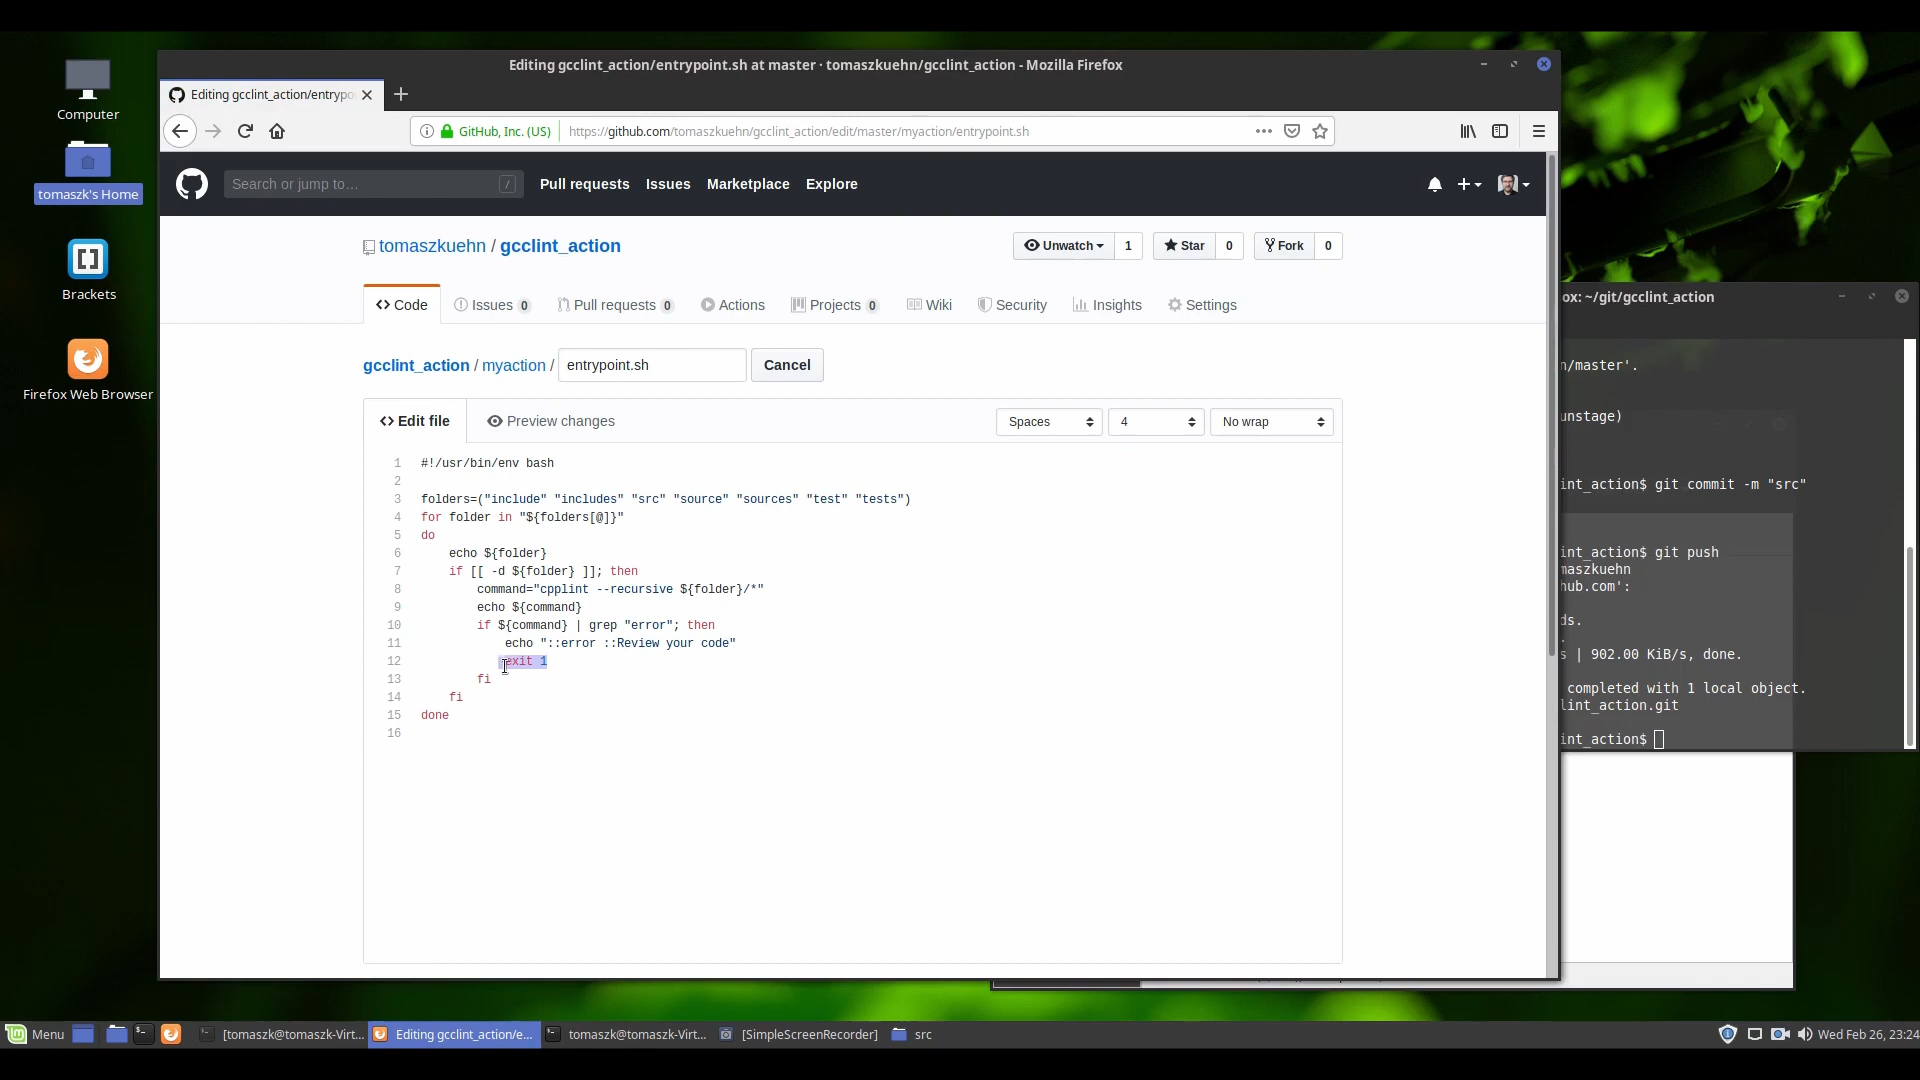 Computer
tomaszk's Home
Brackets
Firefox Web Browser
Editing gcclint_action/entrypoint.sh at master · tomaszkuehn/gcclint_action - Mozilla Firefox
Editing gcclint_action/entrypo
GitHub, Inc. (US)
https://github.com/tomaszkuehn/gcclint_action/edit/master/myaction/entrypoint.sh
Search or jump to…
/
Pull requests
Issues
Marketplace
Explore
tomaszkuehn / gcclint_action
Unwatch 1
Star 0
Fork 0
Code
Issues 0
Pull requests 0
Actions
Projects 0
Wiki
Security
Insights
Settings
gcclint_action / myaction / entrypoint.sh
Cancel
Edit file
Preview changes
Spaces
4
No wrap
1 #!/usr/bin/env bash
2
3 folders=("include" "includes" "src" "source" "sources" "test" "tests")
4 for folder in "${folders[@]}"
5 do
6 echo ${folder}
7 if [[ -d ${folder} ]]; then
8 command="cpplint --recursive ${folder}/*"
9 echo ${command}
10 if ${command} | grep "error"; then
11 echo "::error ::Review your code"
12 exit 1
13 fi
14 fi
15 done
16
ox: ~/git/gcclint_action
n/master'.
unstage)
int_action$ git commit -m "src"
int_action$ git push
maszkuehn
hub.com':
ds.
.
s | 902.00 KiB/s, done.
completed with 1 local object.
lint_action.git
int_action$
Menu
[tomaszk@tomaszk-Virt...
Editing gcclint_action/e...
tomaszk@tomaszk-Virt...
[SimpleScreenRecorder]
src
Wed Feb 26, 23:24